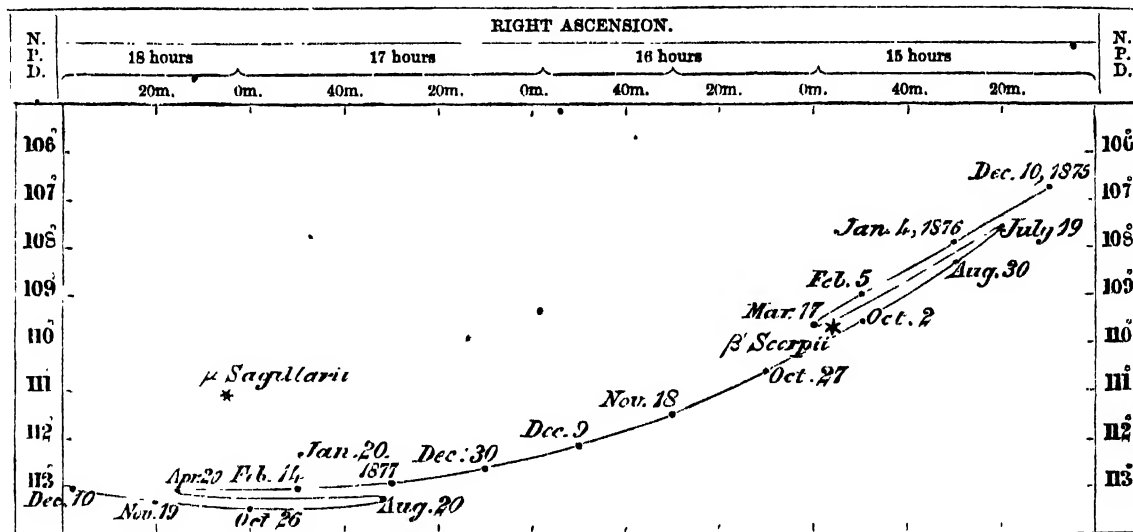 RIGHT ASCENSION.
N. P. D.
N. P. D.
18 hours 17 hours 16 hours 15 hours
20m. 0m. 40m. 20m. 0m. 40m. 20m. 0m. 40m. 20m.
106° 106°
107° 107°
108° 108°
109° 109°
110° 110°
111° 111°
112° 112°
113° 113°
Dec. 10, 1875
Jan. 4, 1876
July 19
Feb. 5
Aug. 30
Mar. 17
Oct. 2
β' Scorpii
Oct. 27
μ Sagittarii
Nov. 18
Dec. 9
Jan. 20. 1877
Dec. 30
Apr. 20
Feb. 14
Dec. 10
Nov. 19
Oct 26
Aug. 20